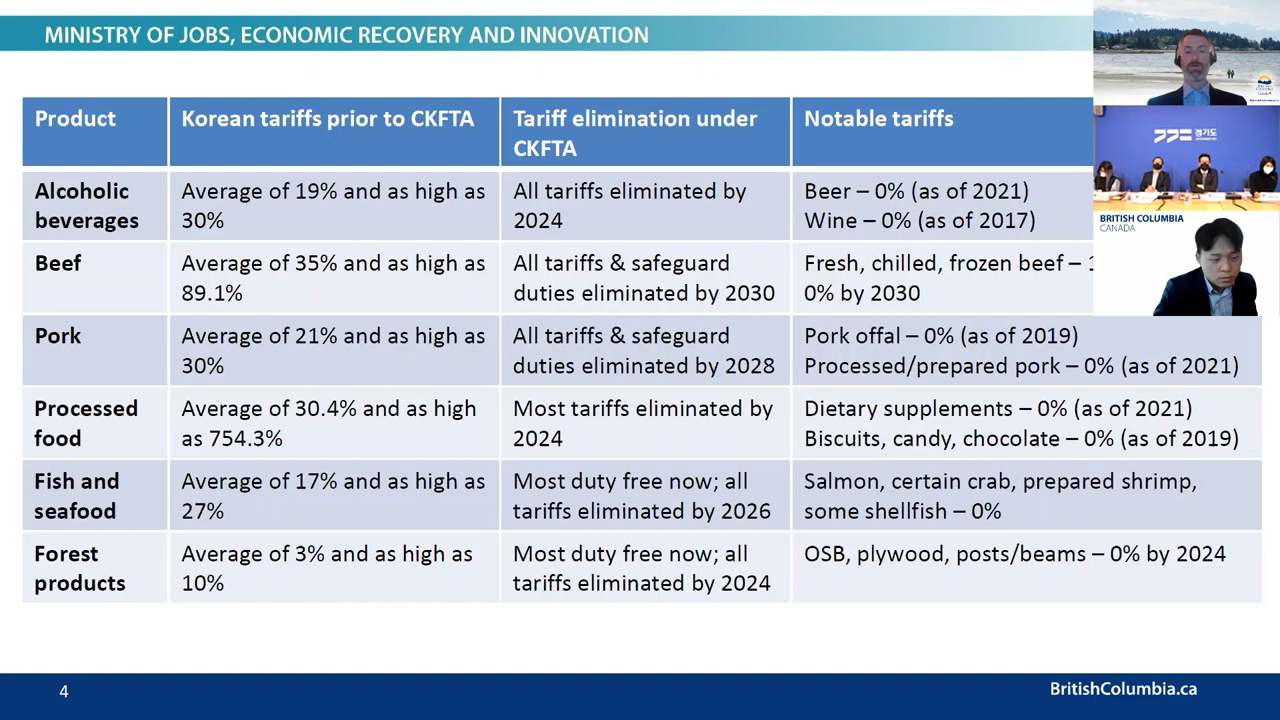 MINISTRY OF JOBS, ECONOMIC RECOVERY AND INNOVATION
Product
Korean tariffs prior to CKFTA
Tariff elimination under
CKFTA
Notable tariffs
Alcoholic
beverages
Average of 19% and as high as
30%
All tariffs eliminated by
2024
Beer – 0% (as of 2021)
Wine – 0% (as of 2017)
Beef
Average of 35% and as high as
89.1%
All tariffs & safeguard
duties eliminated by 2030
Fresh, chilled, frozen beef –
0% by 2030
Pork
Average of 21% and as high as
30%
All tariffs & safeguard
duties eliminated by 2028
Pork offal – 0% (as of 2019)
Processed/prepared pork – 0% (as of 2021)
Processed
food
Average of 30.4% and as high
as 754.3%
Most tariffs eliminated by
2024
Dietary supplements – 0% (as of 2021)
Biscuits, candy, chocolate – 0% (as of 2019)
Fish and
seafood
Average of 17% and as high as
27%
Most duty free now; all
tariffs eliminated by 2026
Salmon, certain crab, prepared shrimp,
some shellfish – 0%
Forest
products
Average of 3% and as high as
10%
Most duty free now; all
tariffs eliminated by 2024
OSB, plywood, posts/beams – 0% by 2024
경기도
BRITISH COLUMBIA
CANADA
4
BritishColumbia.ca